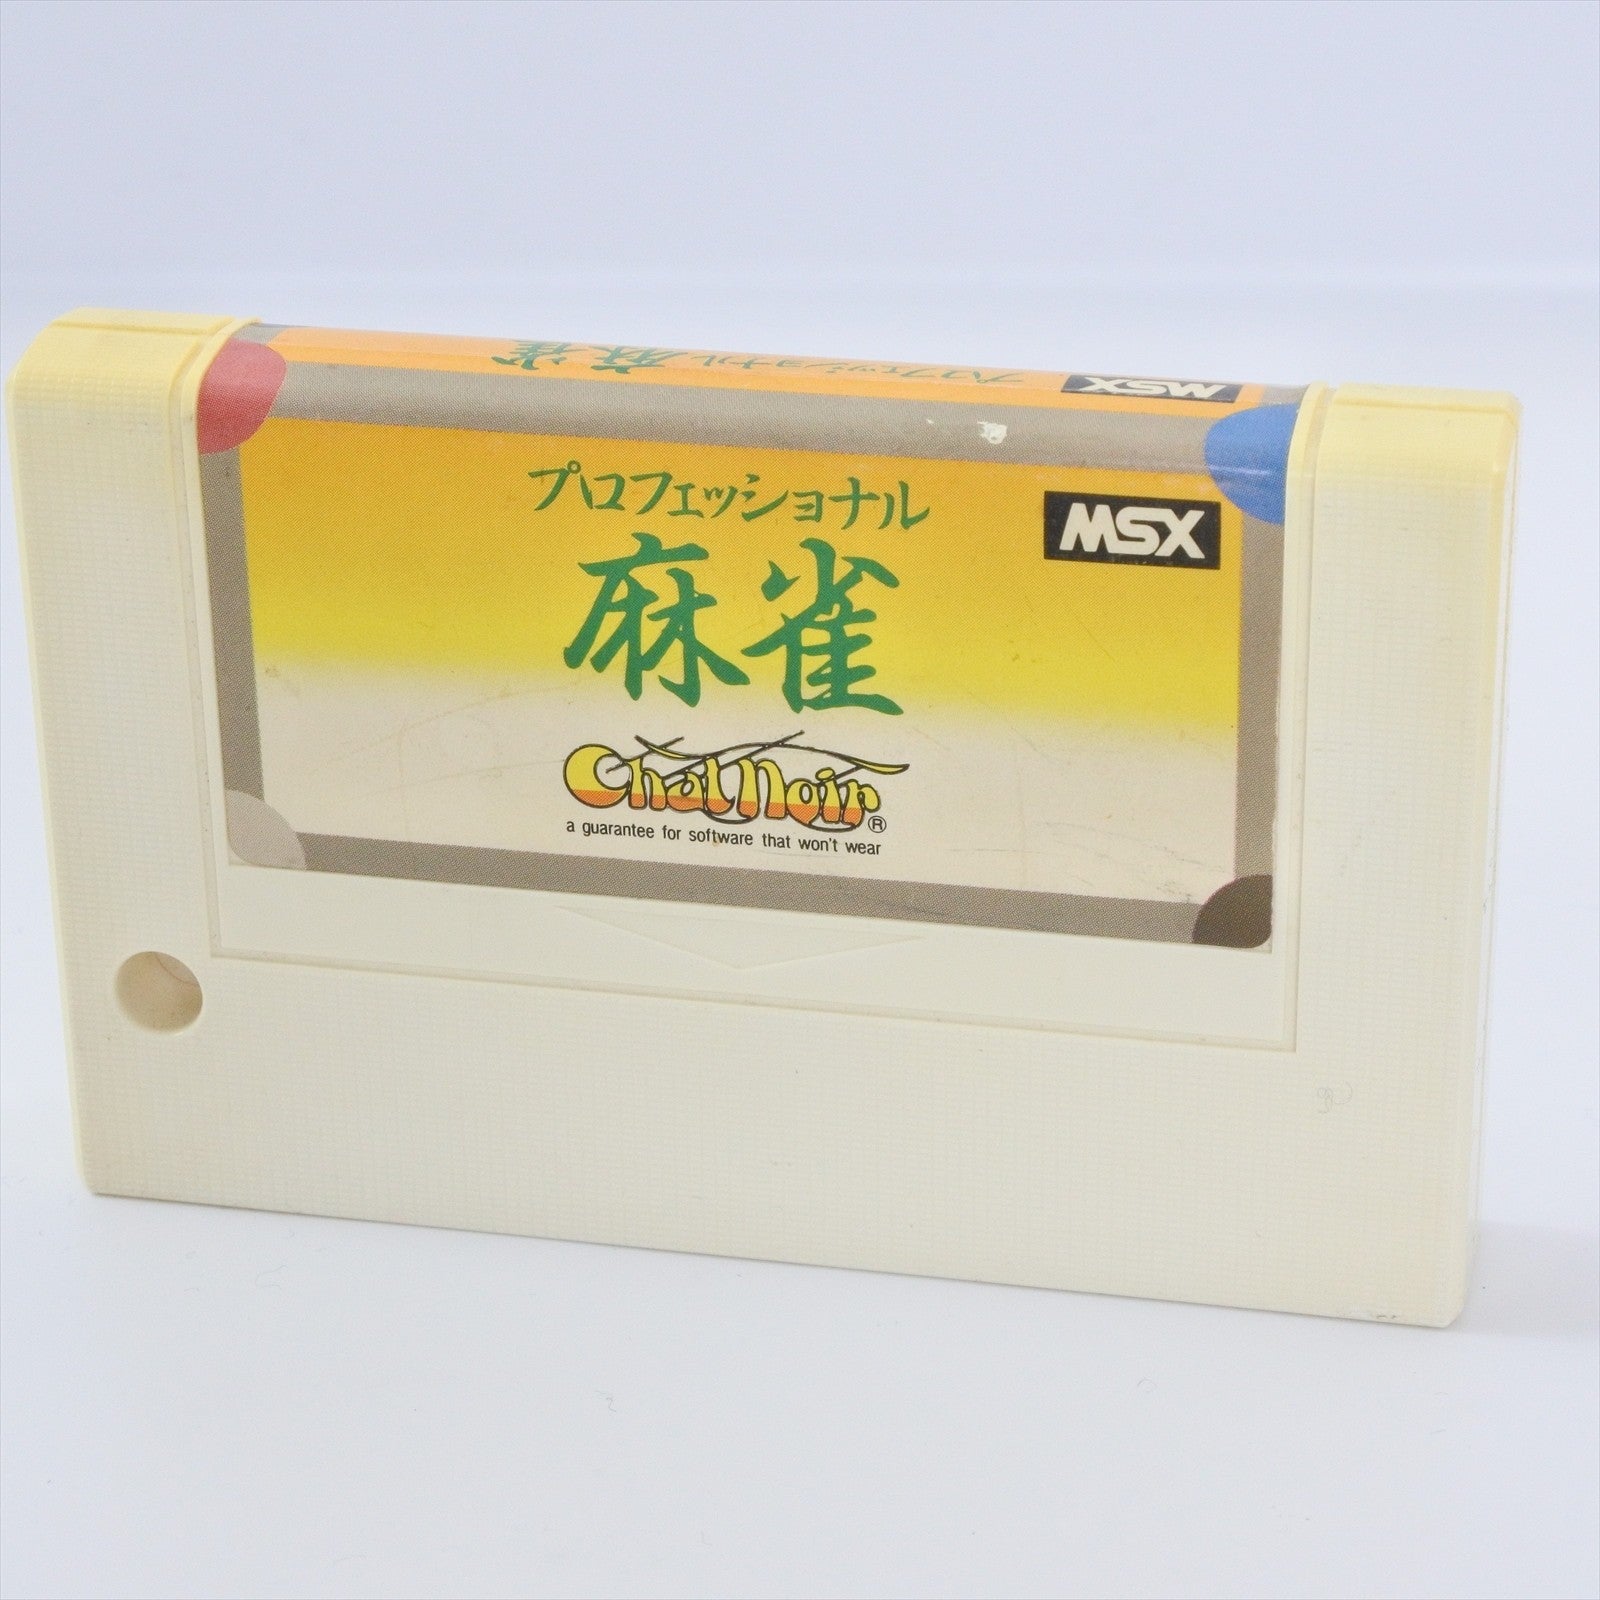 プロフェッショナル 麻雀
MSX
プロフェッショナル
MSX
麻雀
Chat Noir®
a guarantee for software that won't wear